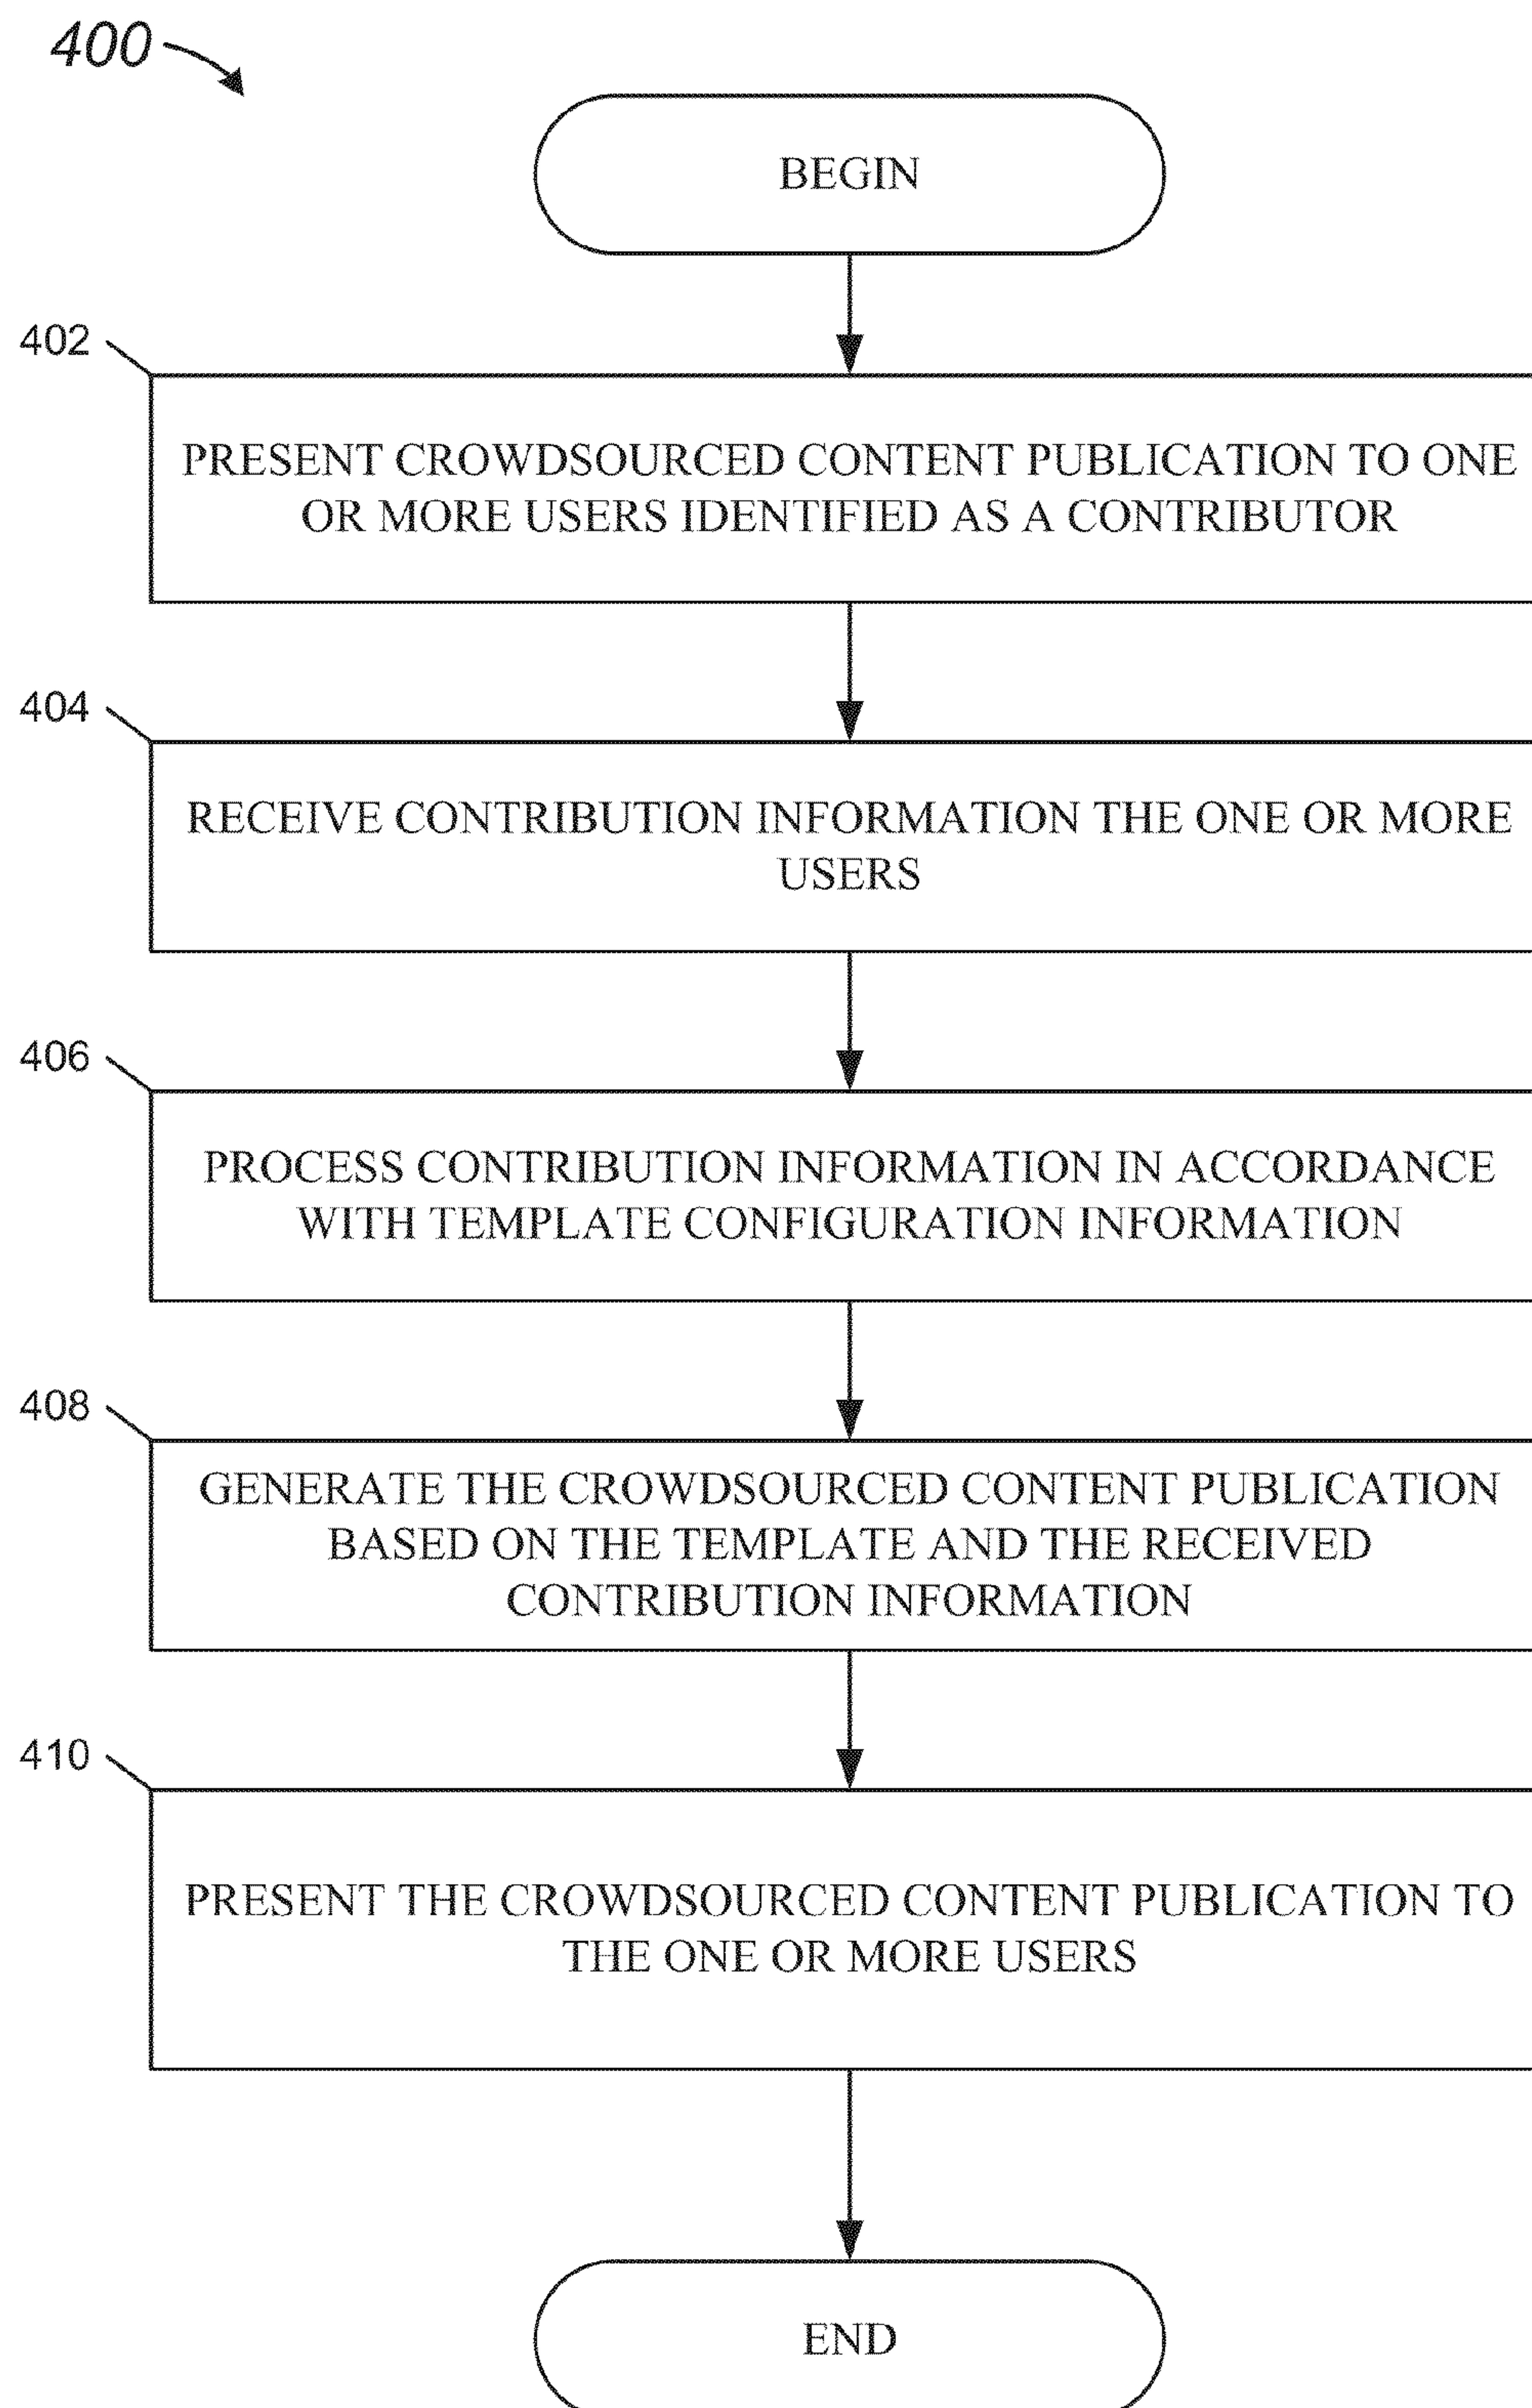 400
BEGIN
402
PRESENT CROWDSOURCED CONTENT PUBLICATION TO ONE
OR MORE USERS IDENTIFIED AS A CONTRIBUTOR
404
RECEIVE CONTRIBUTION INFORMATION THE ONE OR MORE
USERS
406
PROCESS CONTRIBUTION INFORMATION IN ACCORDANCE
WITH TEMPLATE CONFIGURATION INFORMATION
408
GENERATE THE CROWDSOURCED CONTENT PUBLICATION
BASED ON THE TEMPLATE AND THE RECEIVED
CONTRIBUTION INFORMATION
410
PRESENT THE CROWDSOURCED CONTENT PUBLICATION TO
THE ONE OR MORE USERS
END